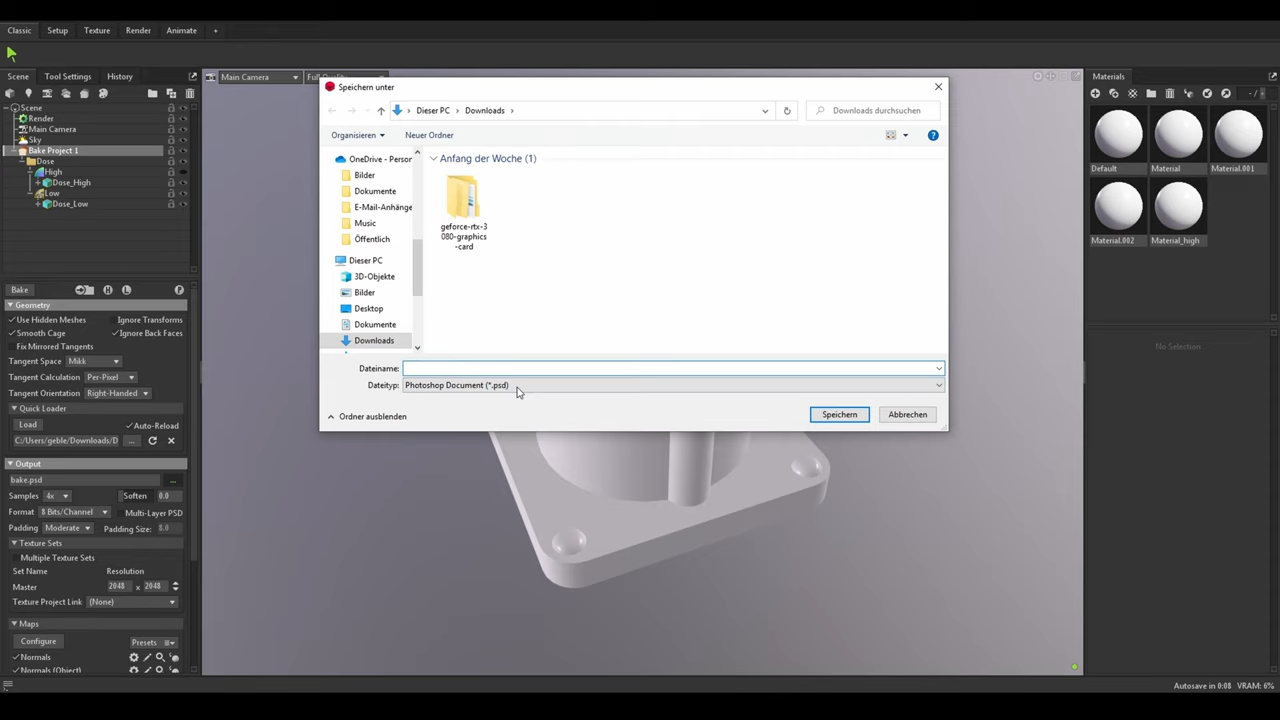 Classic Setup Texture Render Animate +
Scene Tool Settings History
Main Camera Full Quality
Materials
Scene
Render
Main Camera
Sky
Bake Project 1
Dose
High
Dose_High
Low
Dose_Low
Speichern unter
Dieser PC > Downloads >
Downloads durchsuchen
Organisieren Neuer Ordner
OneDrive - Person
Bilder
Dokumente
E-Mail-Anhänge
Music
Öffentlich
Dieser PC
3D-Objekte
Bilder
Desktop
Dokumente
Downloads
Anfang der Woche (1)
geforce-rtx-3
080-graphics
-card
Dateiname:
Dateityp: Photoshop Document (*.psd)
Ordner ausblenden
Speichern Abbrechen
Default Material Material.001
Material.002 Material_high
No Selection
Bake
H L
Geometry
Use Hidden Meshes Ignore Transforms
Smooth Cage Ignore Back Faces
Fix Mirrored Tangents
Tangent Space Mikk
Tangent Calculation Per-Pixel
Tangent Orientation Right-Handed
Quick Loader
Load Auto-Reload
C:/Users/geble/Downloads/D ...
Output
bake.psd ...
Samples 4x Soften 0.0
Format 8 Bits/Channel Multi-Layer PSD
Padding Moderate Padding Size: 8.0
Texture Sets
Multiple Texture Sets
Set Name Resolution
Master 2048 x 2048
Texture Project Link (None)
Maps
Configure Presets
Normals
Normals (Object)
Autosave in 0:08 VRAM: 6%